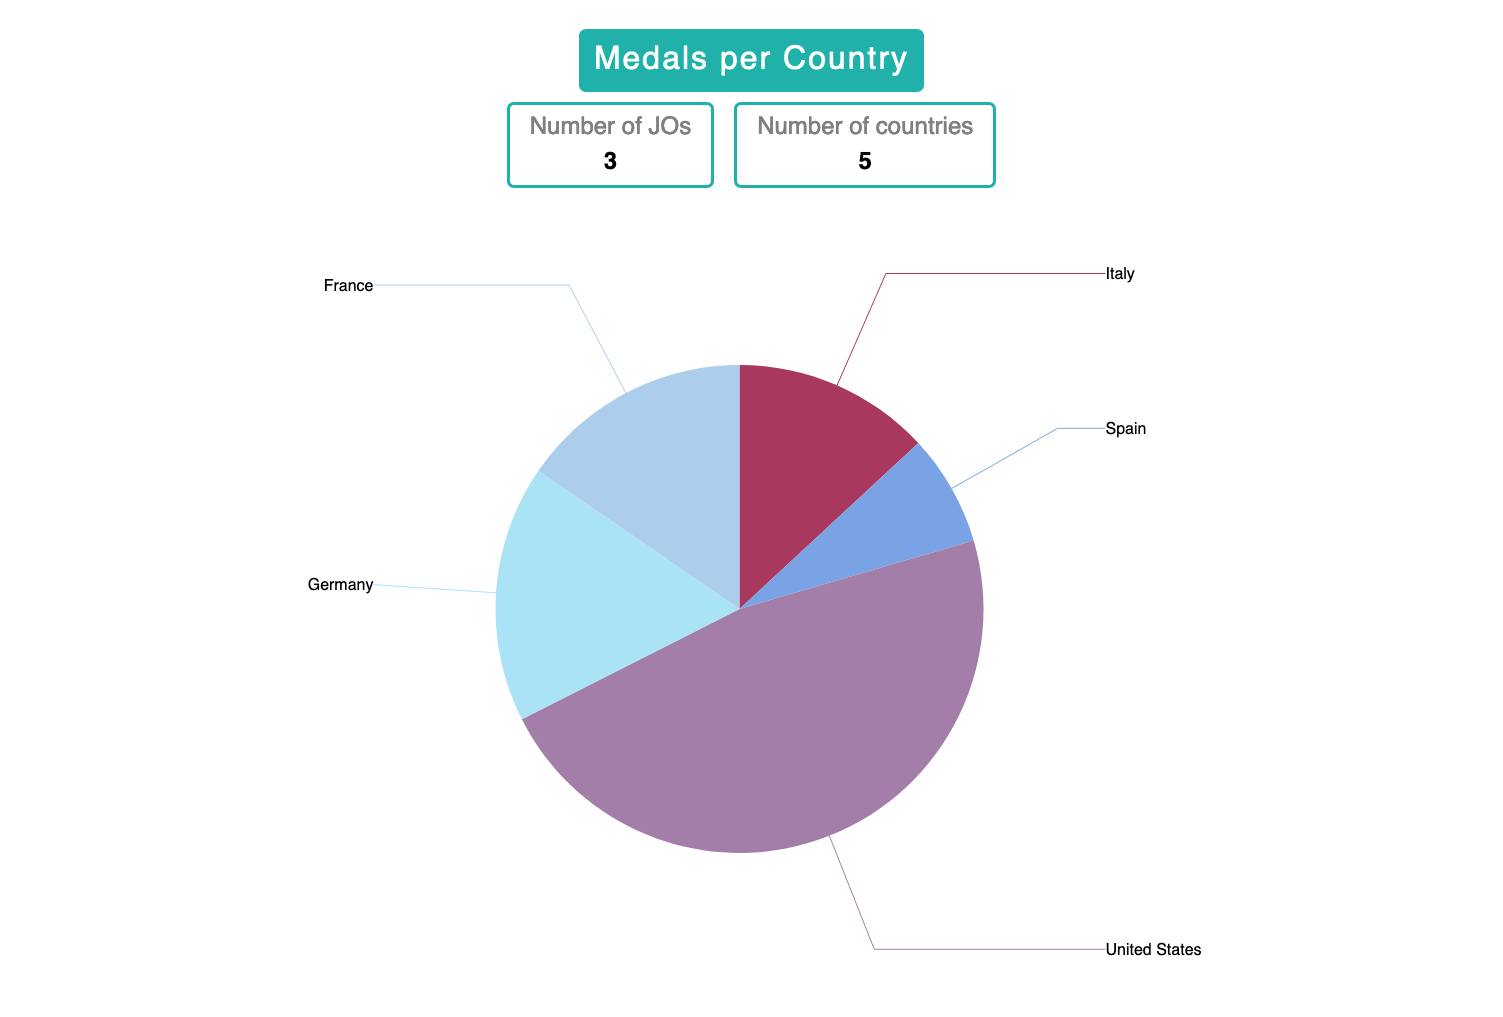 Medals per Country
Number of JOs
3
Number of countries
5
France
Italy
Spain
Germany
United States